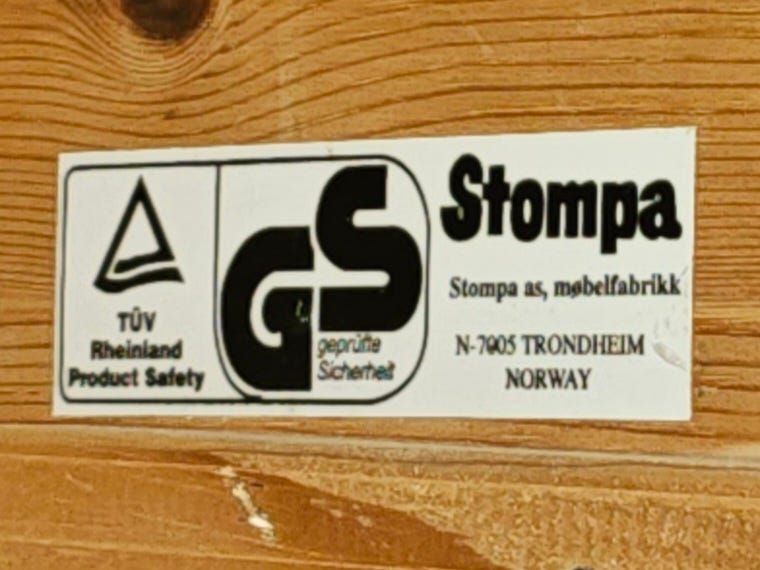 TÜV
Rheinland
Product Safety
GS
geprüfte
Sicherheit
Stompa
Stompa as, møbelfabrikk
N-7005 TRONDHEIM
NORWAY